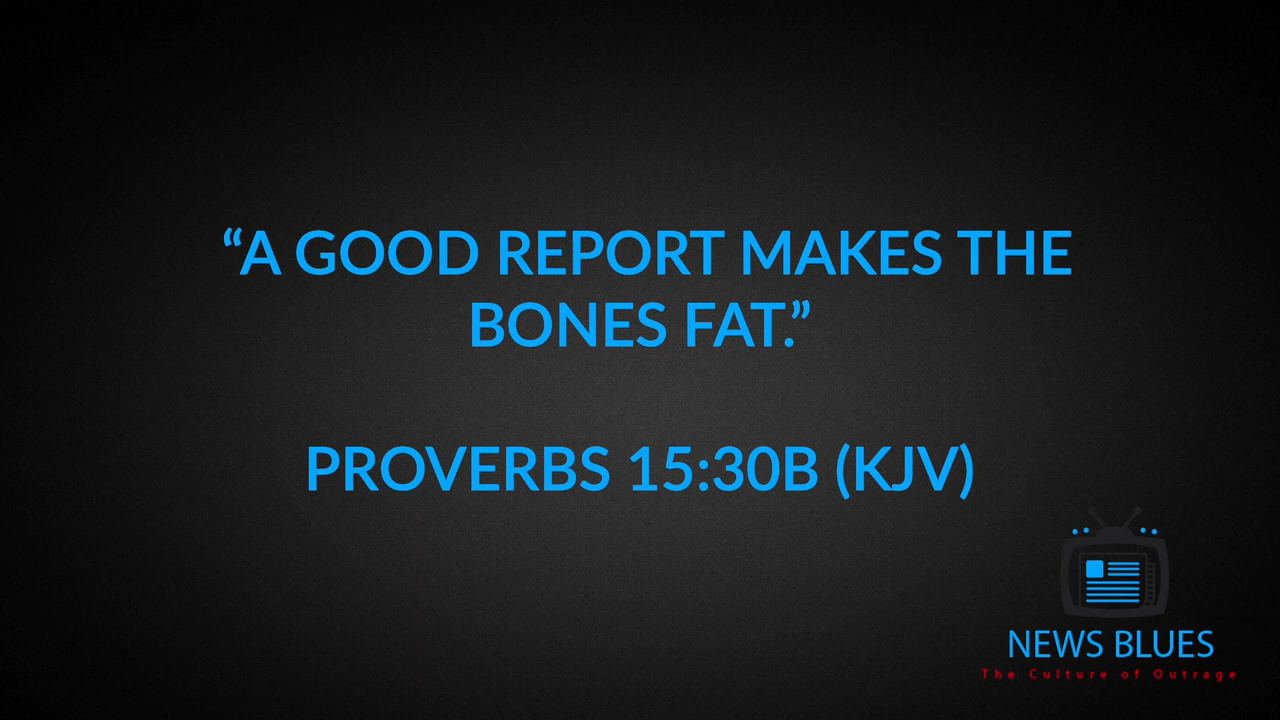 “A GOOD REPORT MAKES THE
BONES FAT.”
PROVERBS 15:30B (KJV)
NEWS BLUES
The Culture of Outrage